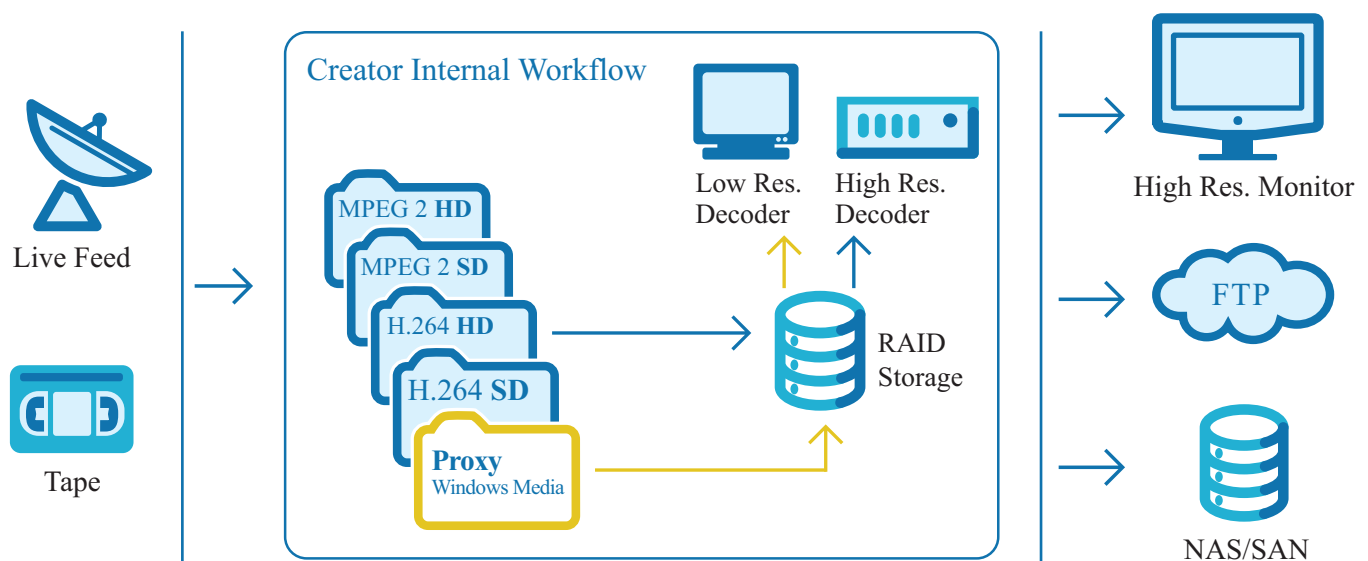 Creator Internal Workflow
Live Feed
Tape
MPEG 2 HD
MPEG 2 SD
H.264 HD
H.264 SD
Proxy
Windows Media
Low Res.
Decoder
High Res.
Decoder
RAID
Storage
High Res. Monitor
FTP
NAS/SAN